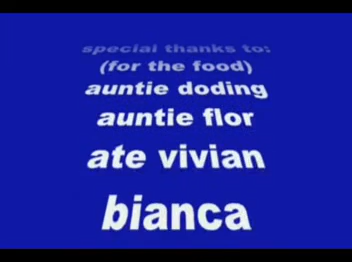 special thanks to:
(for the food)
auntie doding
auntie flor
ate vivian
bianca